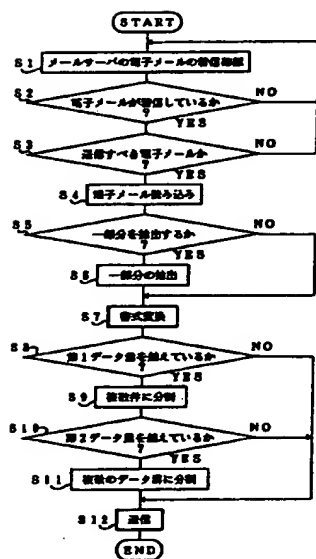 START
S1 メールサーバの電子メールの着信確認
S2 電子メールが着信しているか ? NO
YES
S3 送信すべき電子メールか ? NO
YES
S4 電子メール読み込み
S5 一部分を抽出するか ? NO
YES
S6 一部分の抽出
S7 書式変換
S8 第1データ量を越えているか ? NO
YES
S9 複数件に分割
S10 第2データ量を越えているか ? NO
YES
S11 複数のデータ群に分割
S12 送信
END